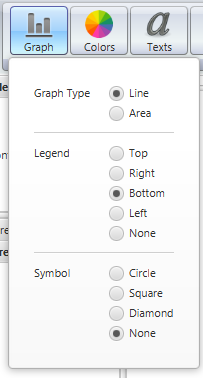 Graph Colors Texts
Graph Type Line
Area
Legend Top
Right
Bottom
Left
None
Symbol Circle
Square
Diamond
None